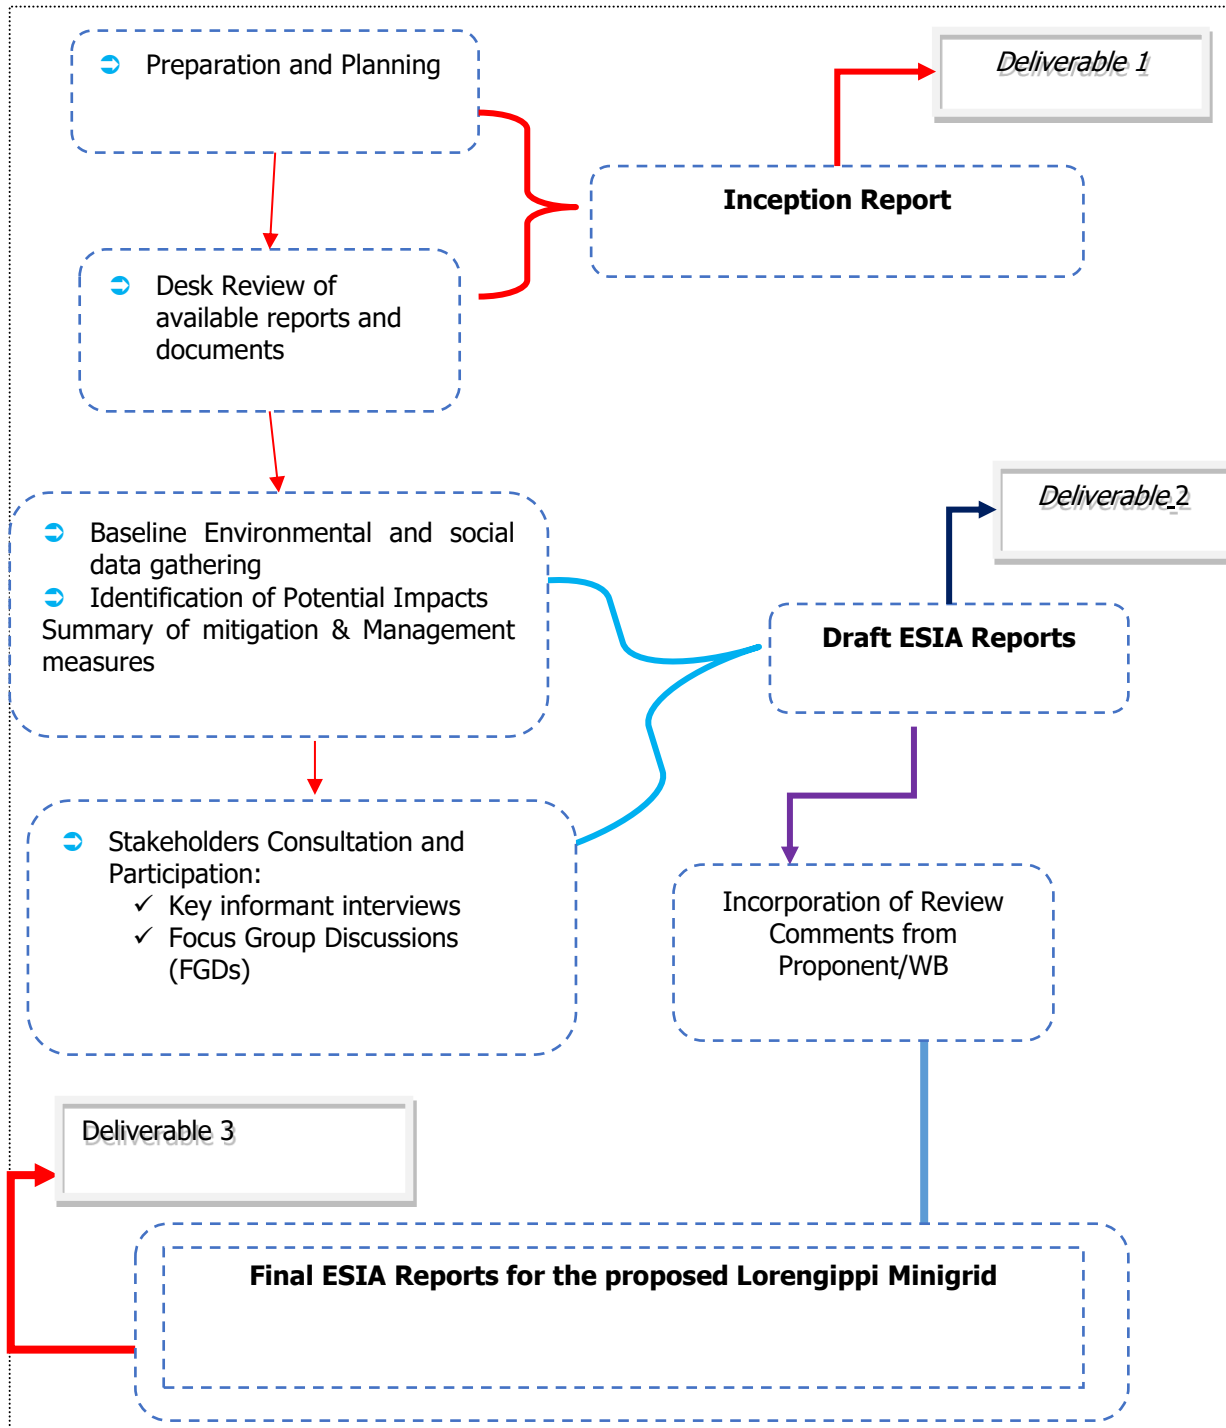 Preparation and Planning
Deliverable 1
Inception Report
Desk Review of
available reports and
documents
Baseline Environmental and social
data gathering
Identification of Potential Impacts
Summary of mitigation & Management
measures
Deliverable 2
Draft ESIA Reports
Stakeholders Consultation and
Participation:
✓ Key informant interviews
✓ Focus Group Discussions
(FGDs)
Incorporation of Review
Comments from
Proponent/WB
Deliverable 3
Final ESIA Reports for the proposed Lorengippi Minigrid